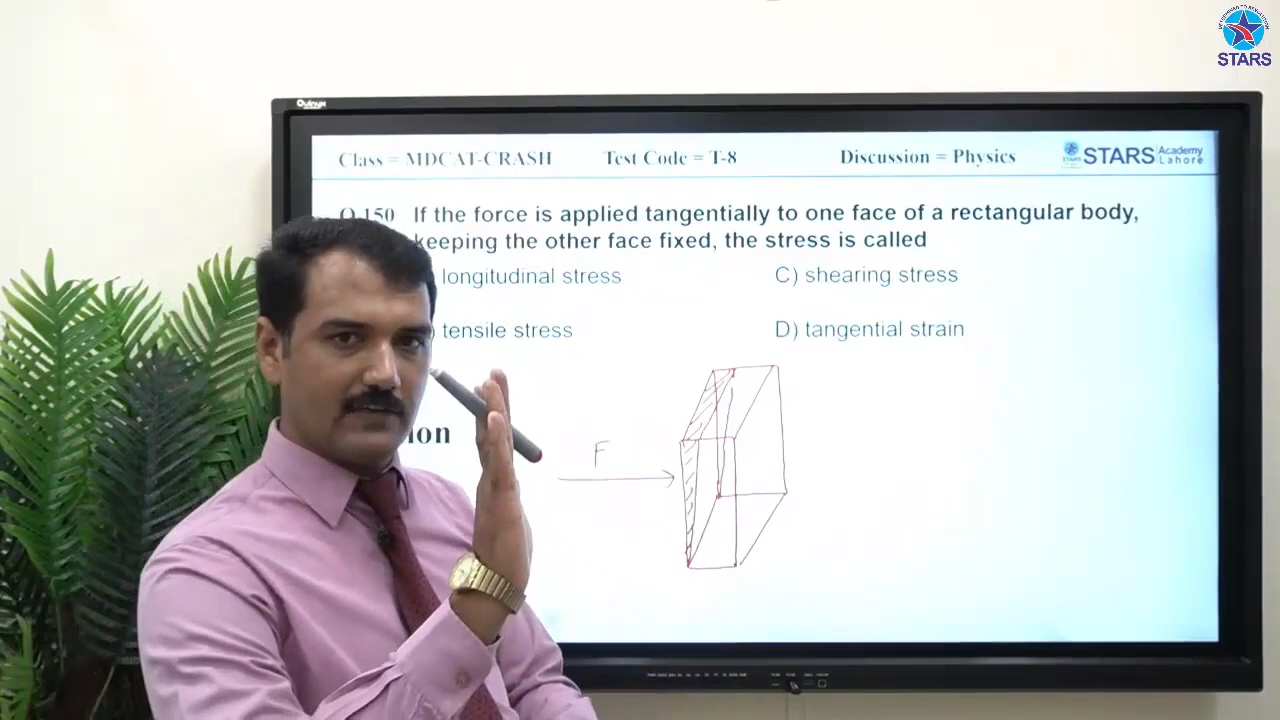 STARS
Class = MDCAT-CRASH Test Code = T-8 Discussion = Physics STARS Academy Lahore
Q.150 If the force is applied tangentially to one face of a rectangular body,
keeping the other face fixed, the stress is called
longitudinal stress C) shearing stress
) tensile stress D) tangential strain
ion
F